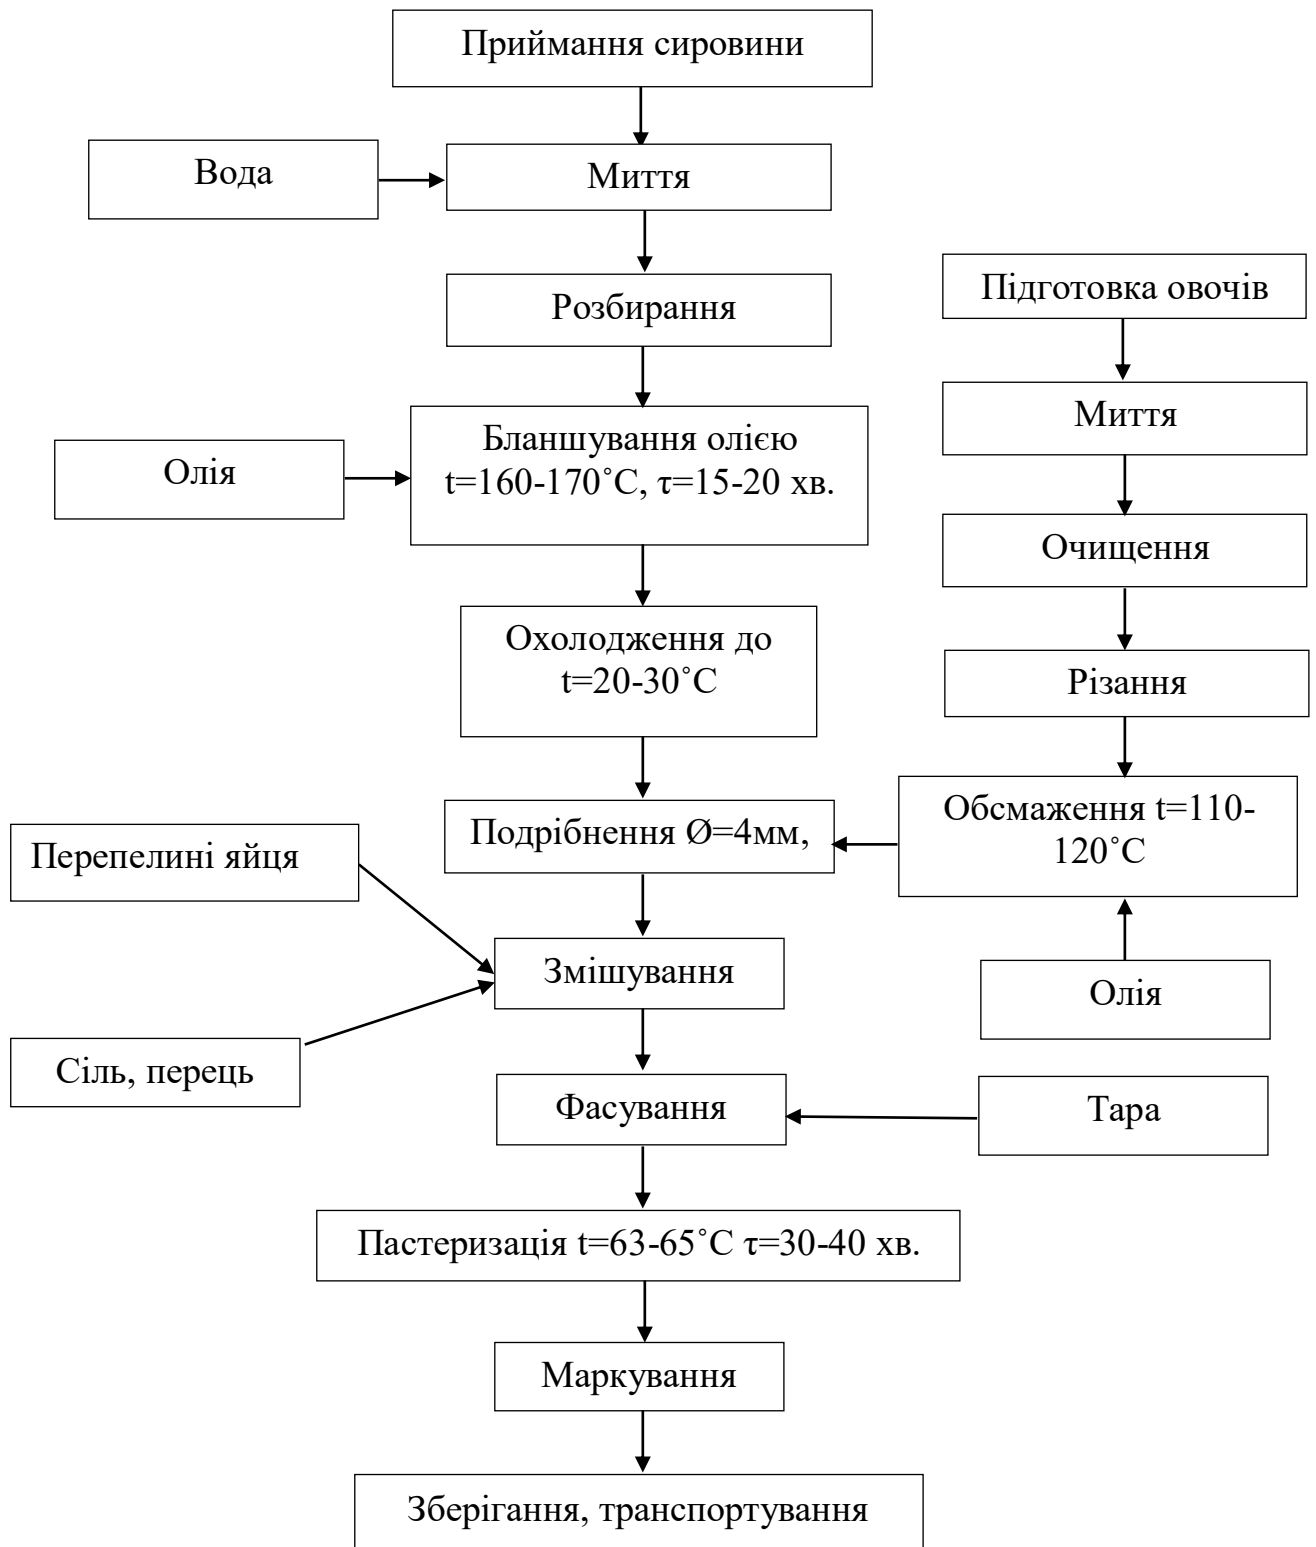 Приймання сировини
Вода
Миття
Розбирання
Підготовка овочів
Миття
Бланшування олією
t=160-170˚C, τ=15-20 хв.
Олія
Очищення
Охолодження до
t=20-30˚C
Різання
Подрібнення Ø=4мм,
Обсмаження t=110-
120˚C
Перепелині яйця
Змішування
Олія
Сіль, перець
Фасування
Тара
Пастеризація t=63-65˚C τ=30-40 хв.
Маркування
Зберігання, транспортування